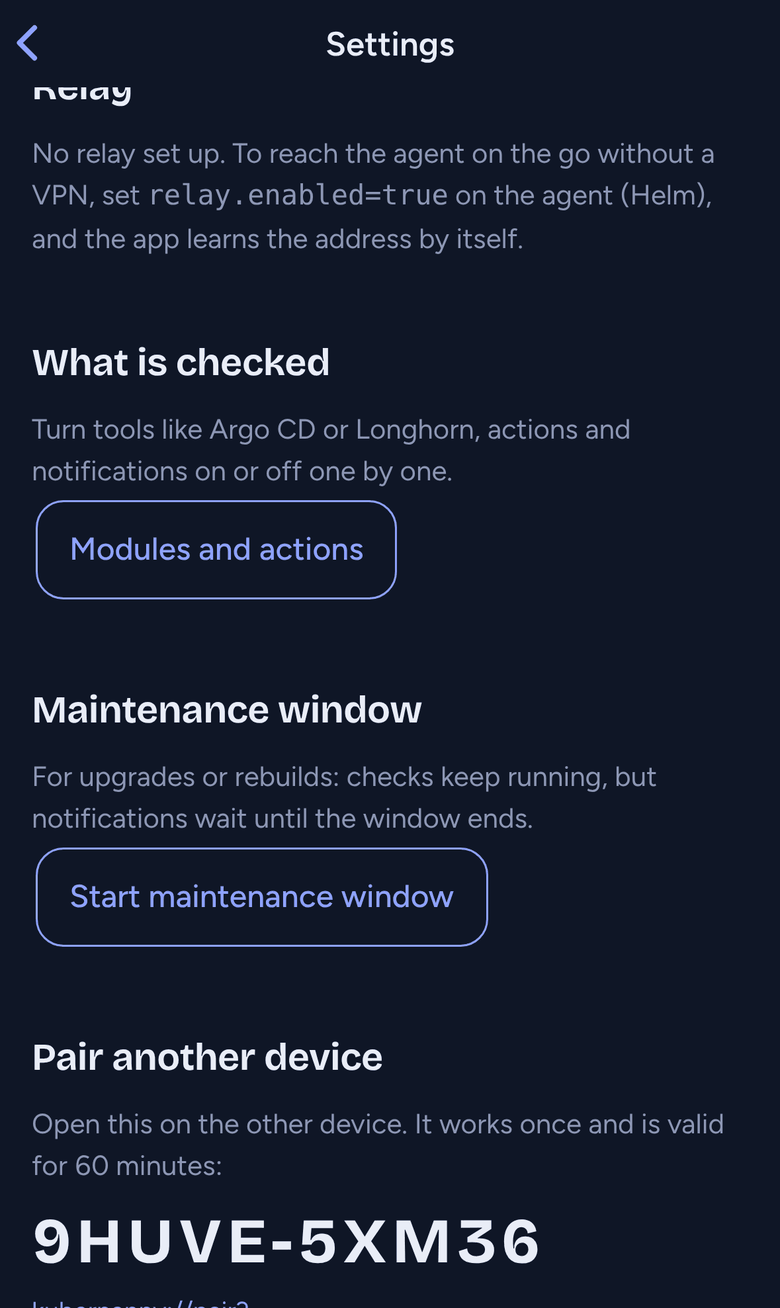 Settings
Relay
No relay set up. To reach the agent on the go without a
VPN, set relay.enabled=true on the agent (Helm),
and the app learns the address by itself.
What is checked
Turn tools like Argo CD or Longhorn, actions and
notifications on or off one by one.
Modules and actions
Maintenance window
For upgrades or rebuilds: checks keep running, but
notifications wait until the window ends.
Start maintenance window
Pair another device
Open this on the other device. It works once and is valid
for 60 minutes:
9HUVE-5XM36